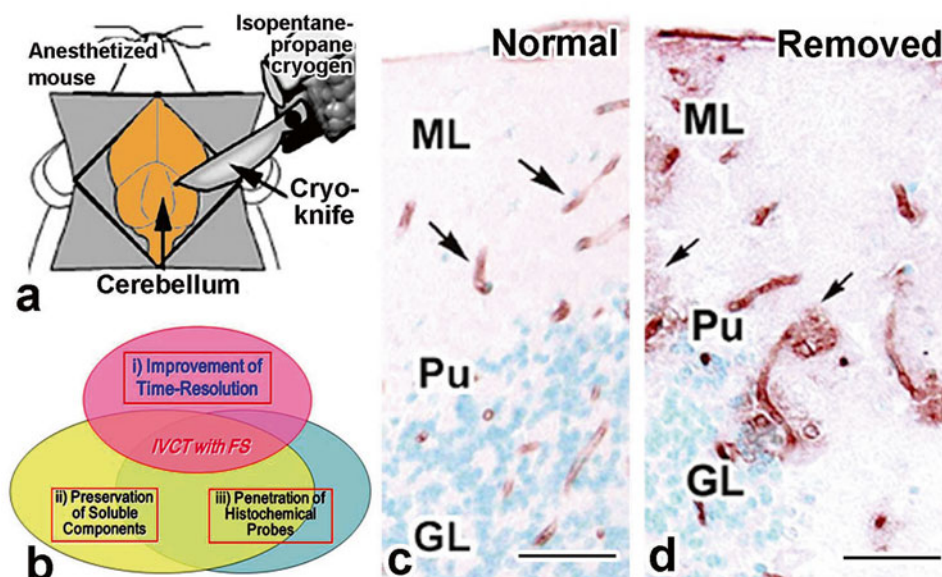 Anesthetized
mouse
Isopentane-
propane
cryogen
Cryo-
knife
Cerebellum
a
i) Improvement of
Time-Resolution
IVCT with FS
ii) Preservation
of Soluble
Components
iii) Penetration of
Histochemical
Probes
b
Normal
ML
Pu
GL
c
Removed
ML
Pu
GL
d